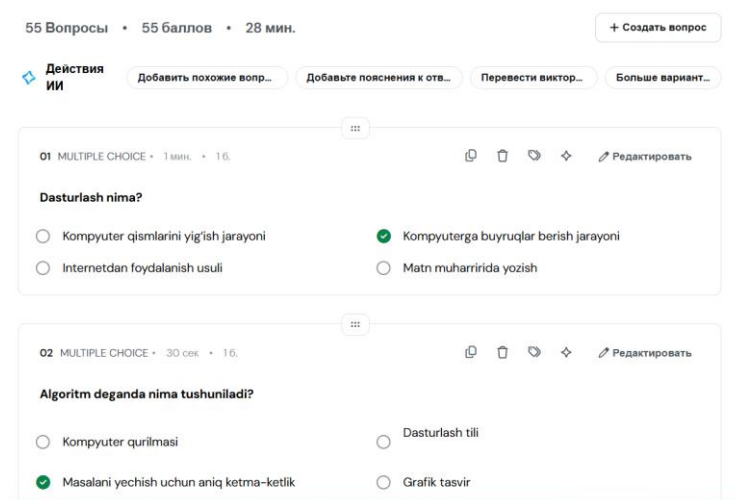 55 Вопросы • 55 баллов • 28 мин.
+ Создать вопрос
Действия ИИ
Добавить похожие вопр...
Добавьте пояснения к отв...
Перевести виктор...
Больше вариант...
01 MULTIPLE CHOICE • 1 мин. • 1 б.
Редактировать
Dasturlash nima?
Kompyuter qismlarini yig'ish jarayoni
Kompyuterga buyruqlar berish jarayoni
Internetdan foydalanish usuli
Matn muharririda yozish
02 MULTIPLE CHOICE • 30 сек • 1 б.
Редактировать
Algoritm deganda nima tushuniladi?
Kompyuter qurilmasi
Dasturlash tili
Masalani yechish uchun aniq ketma-ketlik
Grafik tasvir